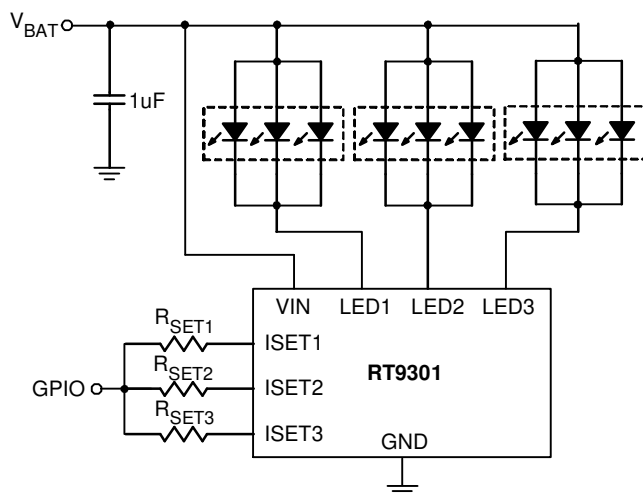 VBAT
1uF
VIN
LED1
LED2
LED3
RSET1
ISET1
GPIO
RSET2
ISET2
RT9301
RSET3
ISET3
GND